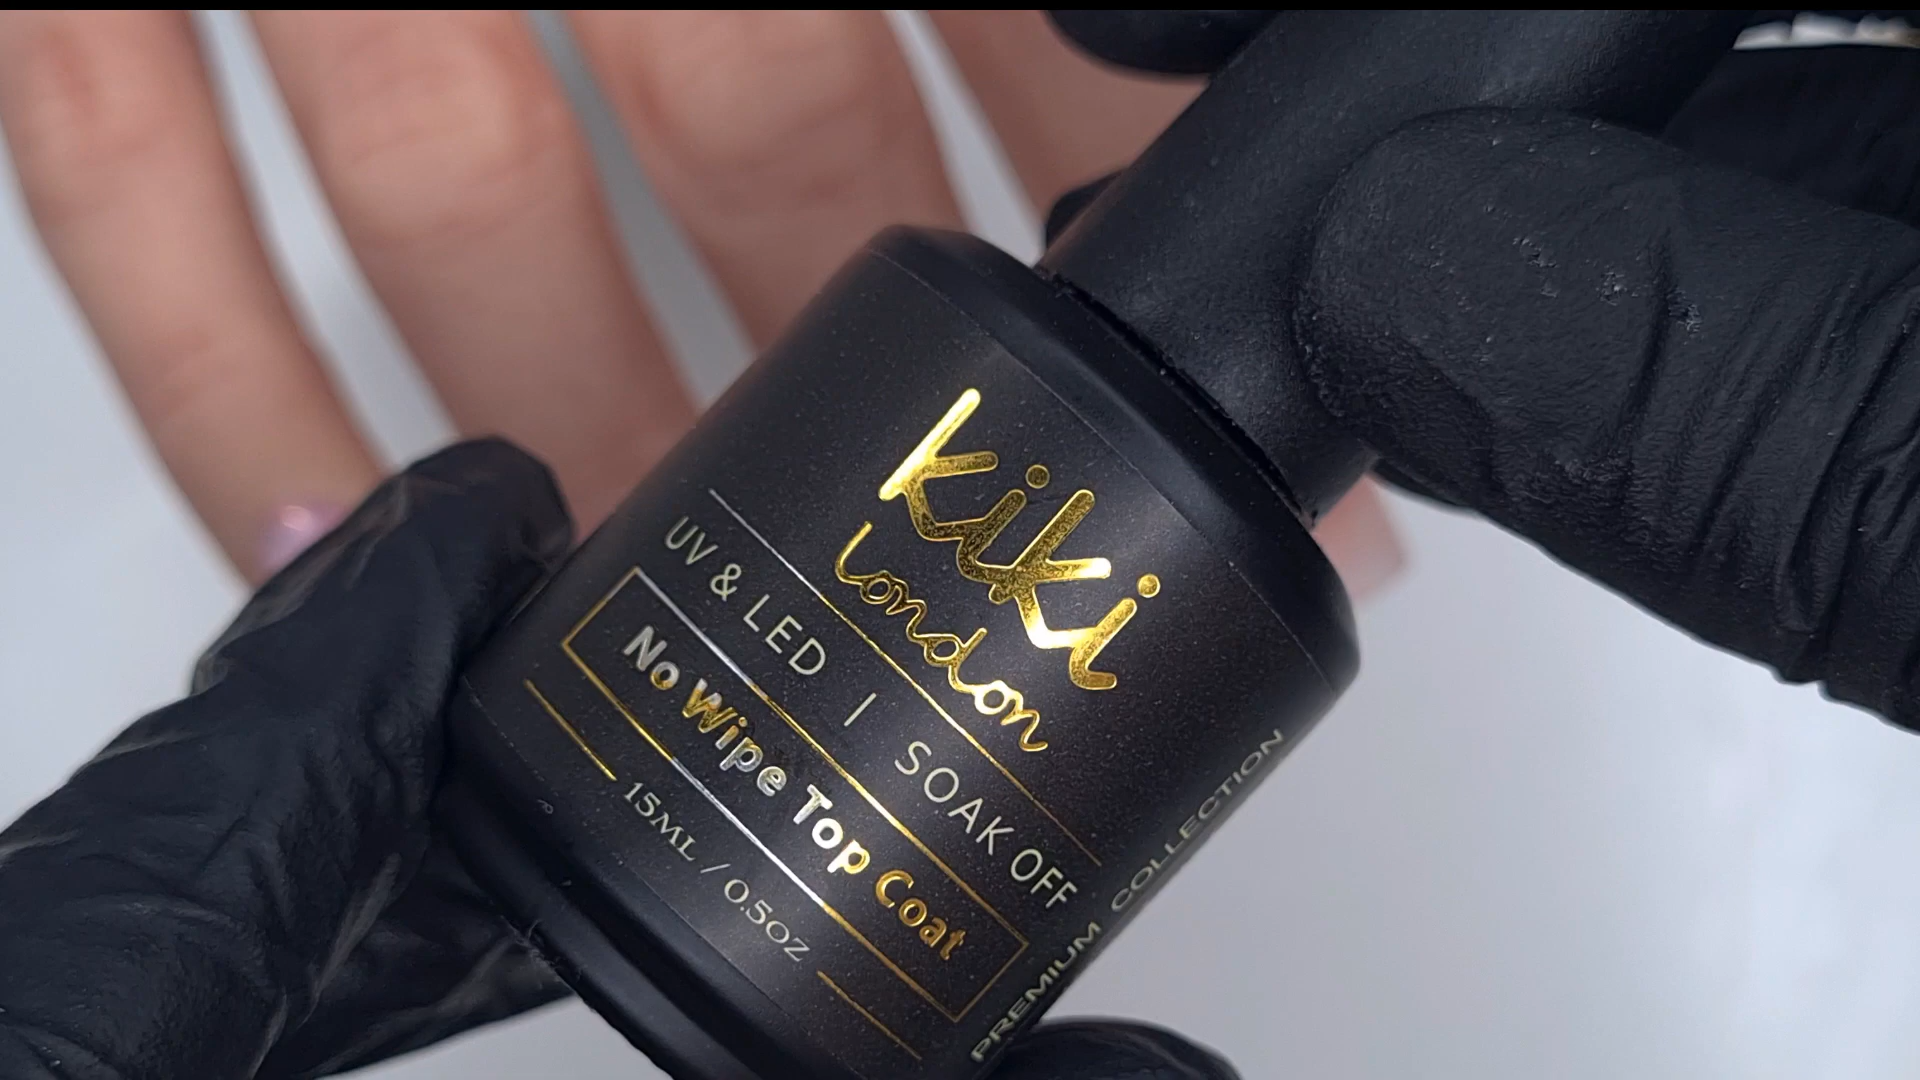 Kiki
London
UV & LED | SOAK OFF
No Wipe Top Coat
15ML / 0.5OZ
PREMIUM COLLECTION